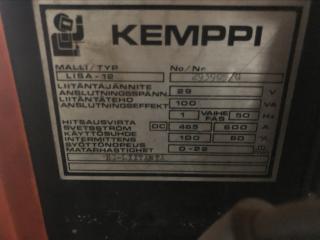 KEMPPI
MALLI/TYP No/Nr.
LISA-12
LIITÄNTÄJÄNNITE
ANSLUTNINGSSPÄNN. 29 V
LIITÄNTÄTEHO
ANSLUTNINGSEFFEKT 100 VA
1 VAIHE FAS 50 Hz
HITSAUSVIRTA
SVETSSTRÖM DC 465 600 A
KÄYTTÖSUHDE
INTERMITTENS 100 60 %
SYÖTTÖNOPEUS
MATARHASTIGHET 0-22